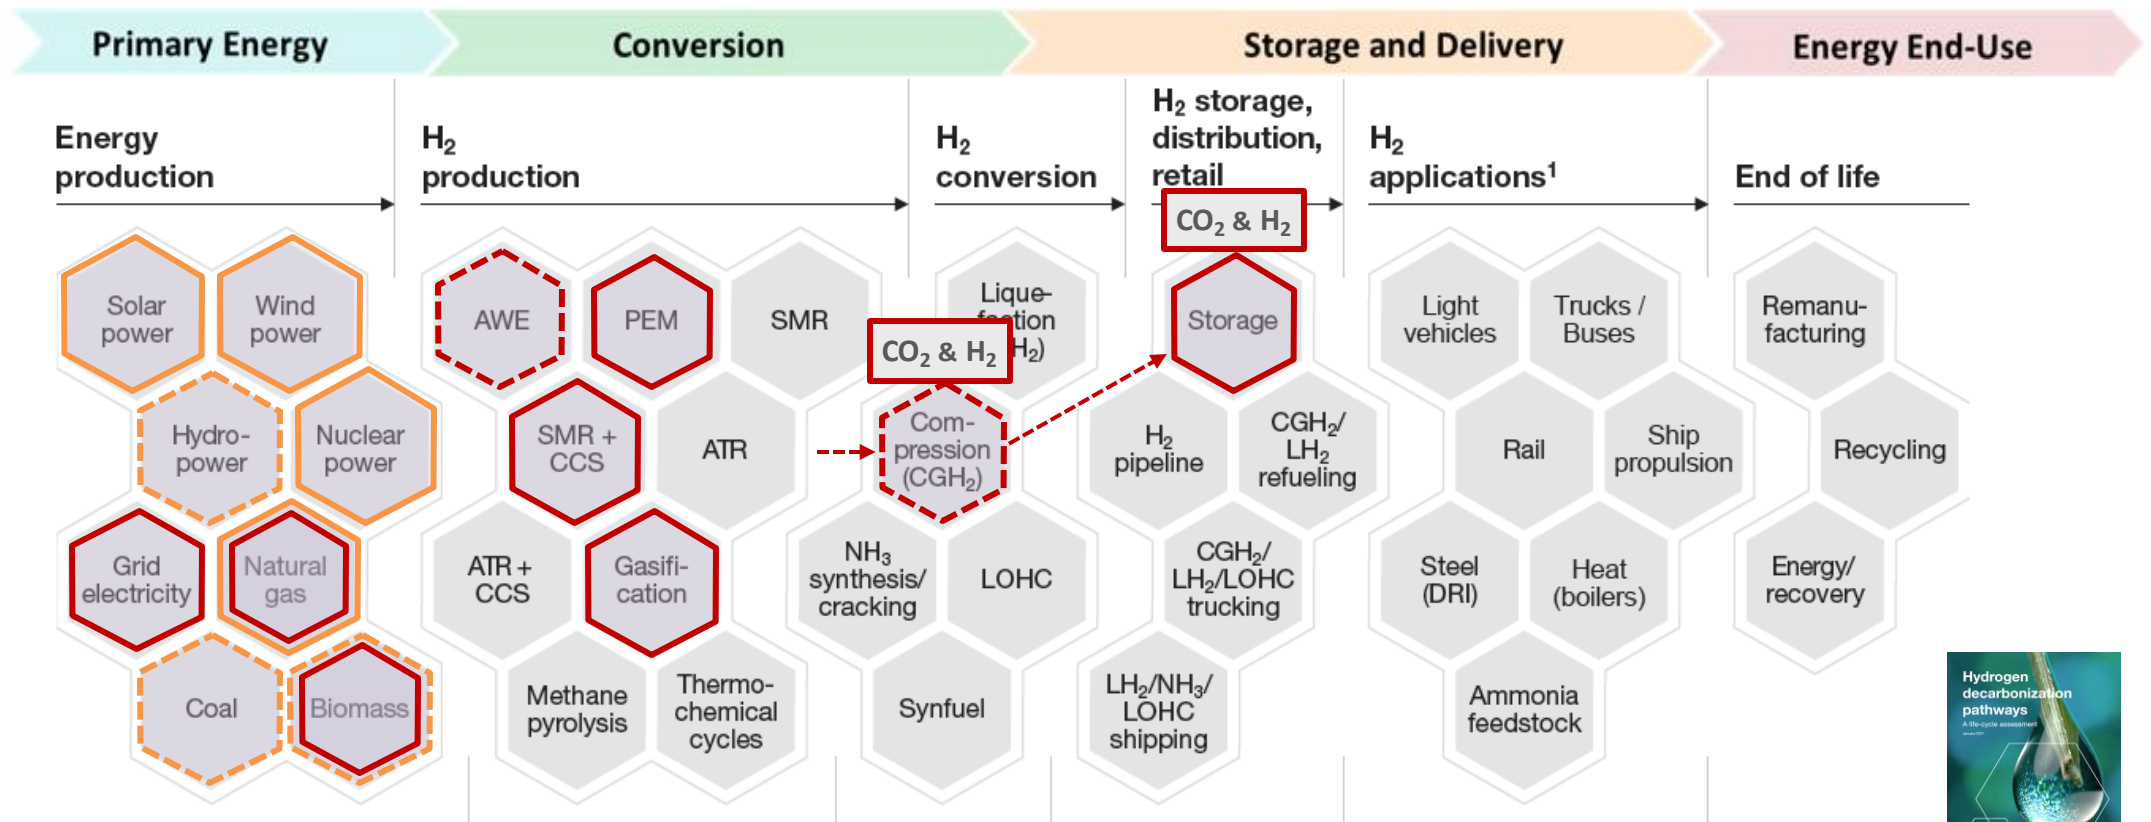 Primary Energy
Conversion
Storage and Delivery
Energy End-Use
Energy
production
H₂
production
H₂
conversion
H₂ storage,
distribution,
retail
H₂
applications¹
End of life
Solar
power
Wind
power
Hydro-
power
Nuclear
power
Grid
electricity
Natural
gas
Coal
Biomass
AWE
PEM
SMR
SMR +
CCS
ATR
ATR +
CCS
Gasifi-
cation
Methane
pyrolysis
Thermo-
chemical
cycles
Lique-
faction
H₂)
CO₂ & H₂
Com-
pression
(CGH₂)
NH₃
synthesis/
cracking
LOHC
Synfuel
CO₂ & H₂
Storage
H₂
pipeline
CGH₂/
LH₂
refueling
CGH₂/
LH₂/LOHC
trucking
LH₂/NH₃/
LOHC
shipping
Light
vehicles
Trucks /
Buses
Rail
Ship
propulsion
Steel
(DRI)
Heat
(boilers)
Ammonia
feedstock
Remanu-
facturing
Recycling
Energy/
recovery
Hydrogen
decarbonization
pathways
A life-cycle assessment